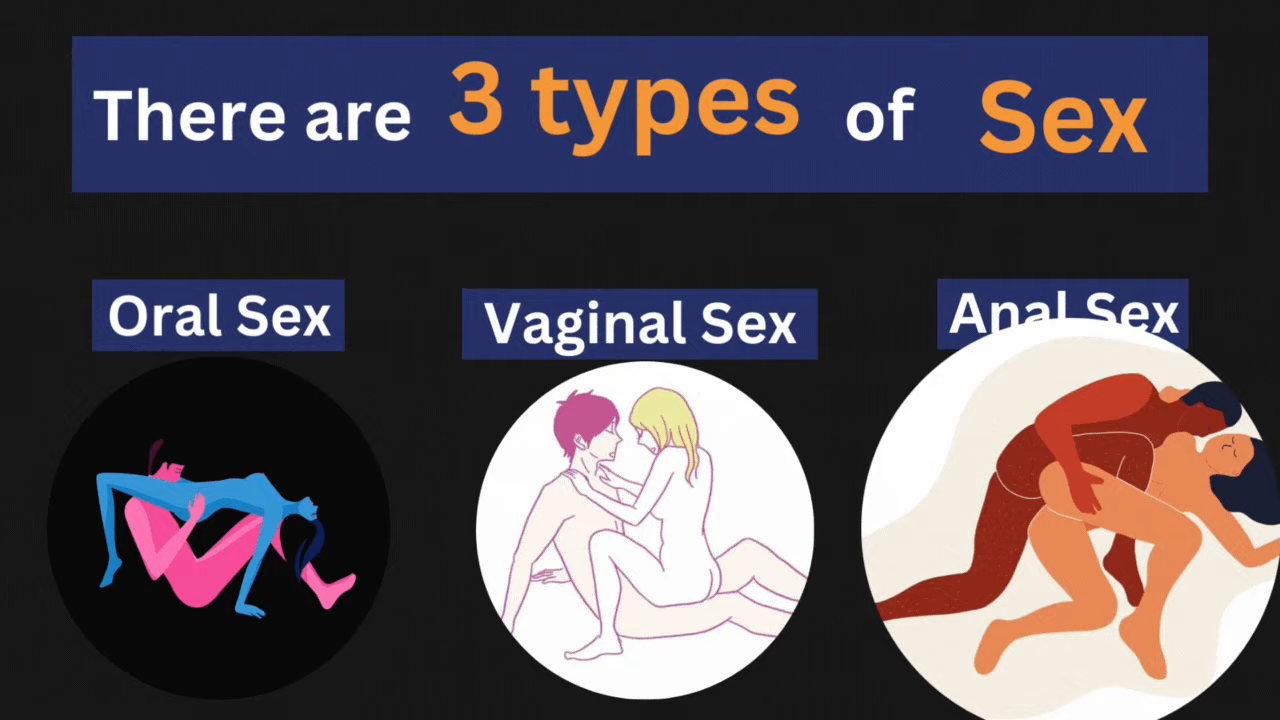 There are 3 types of Sex
Oral Sex
Vaginal Sex
Anal Sex